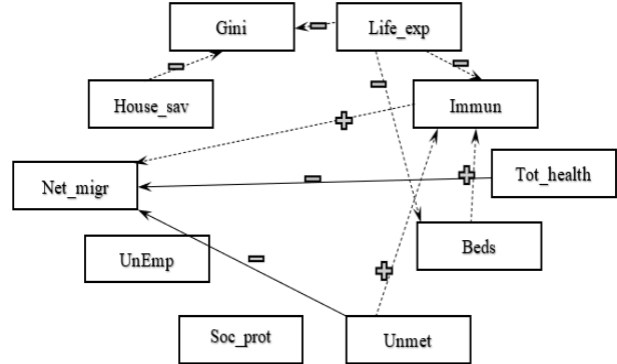 Gini
Life_exp
House_sav
Immun
Net_migr
Tot_health
UnEmp
Beds
Soc_prot
Unmet